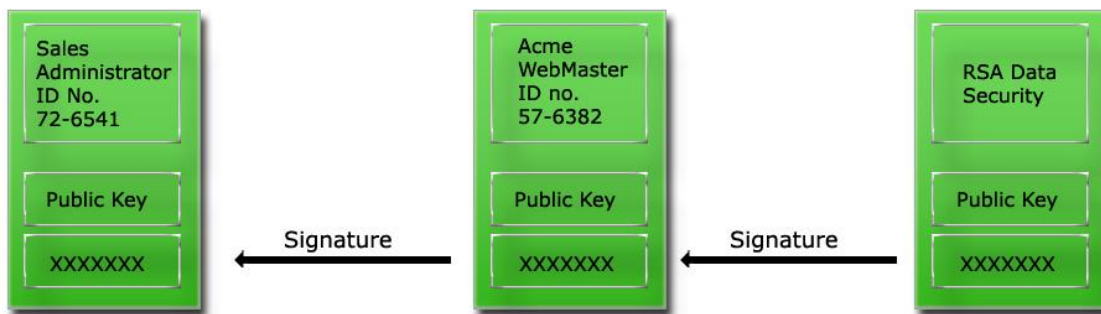 Sales
Administrator
ID No.
72-6541
Public Key
XXXXXXX
Signature
Acme
WebMaster
ID no.
57-6382
Public Key
XXXXXXX
Signature
RSA Data
Security
Public Key
XXXXXXX